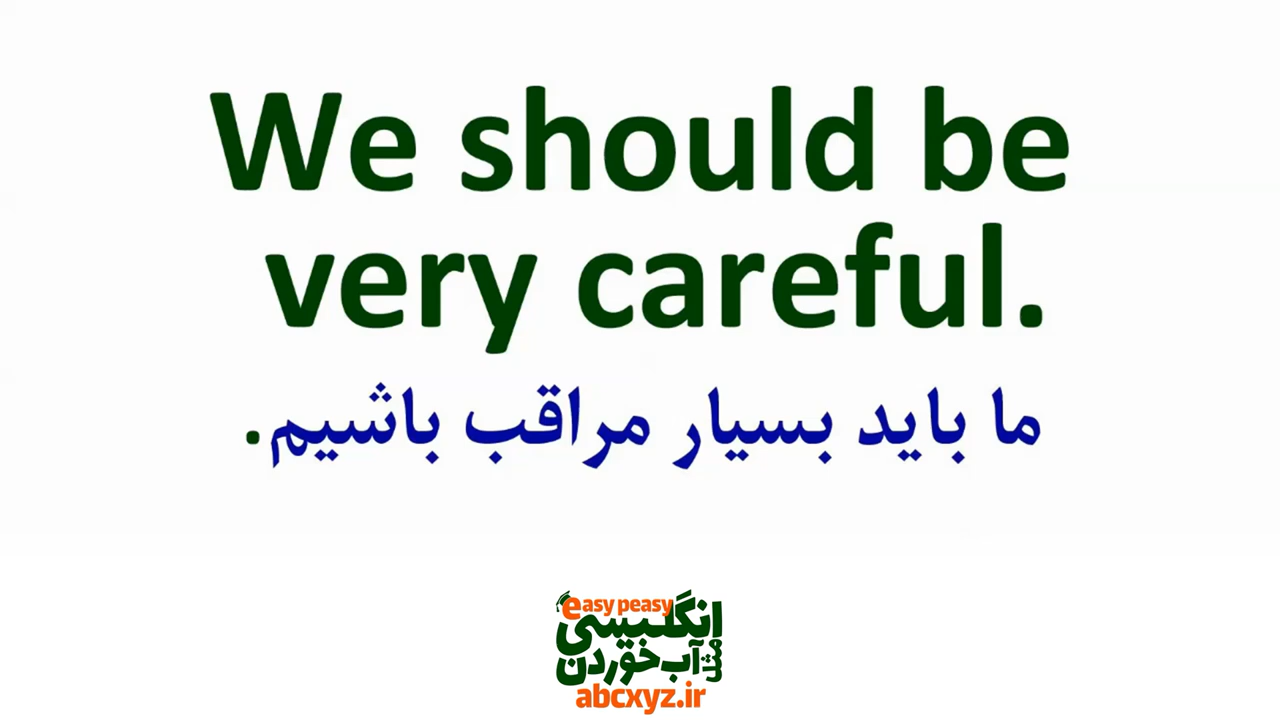 We should be
very careful.
ما باید بسیار مراقب باشیم.
easy peasy
انگلیسی
مثل آب خوردن
abcxyz.ir